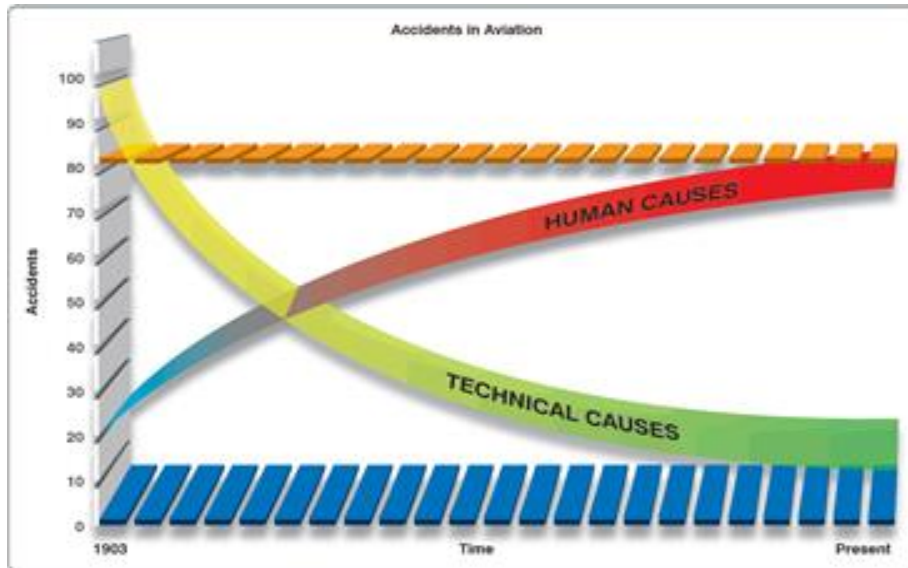 Accidents in Aviation
100
90
80
70
60
50
40
30
20
10
0
Accidents
HUMAN CAUSES
TECHNICAL CAUSES
1903
Time
Present